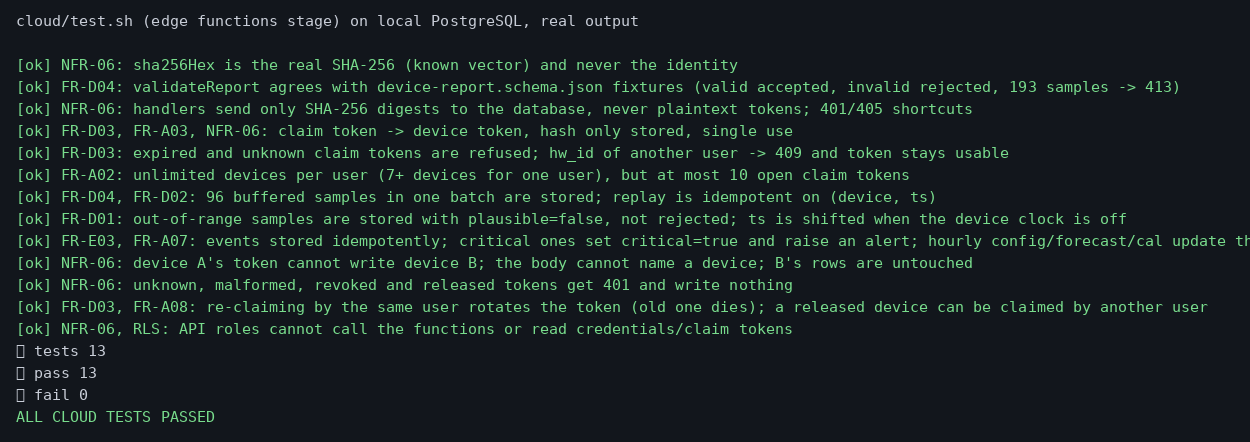 cloud/test.sh (edge functions stage) on local PostgreSQL, real output
[ok] NFR-06: sha256Hex is the real SHA-256 (known vector) and never the identity
[ok] FR-D04: validateReport agrees with device-report.schema.json fixtures (valid accepted, invalid rejected, 193 samples -> 413)
[ok] NFR-06: handlers send only SHA-256 digests to the database, never plaintext tokens; 401/405 shortcuts
[ok] FR-D03, FR-A03, NFR-06: claim token -> device token, hash only stored, single use
[ok] FR-D03: expired and unknown claim tokens are refused; hw_id of another user -> 409 and token stays usable
[ok] FR-A02: unlimited devices per user (7+ devices for one user), but at most 10 open claim tokens
[ok] FR-D04, FR-D02: 96 buffered samples in one batch are stored; replay is idempotent on (device, ts)
[ok] FR-D01: out-of-range samples are stored with plausible=false, not rejected; ts is shifted when the device clock is off
[ok] FR-E03, FR-A07: events stored idempotently; critical ones set critical=true and raise an alert; hourly config/forecast/cal update th
[ok] NFR-06: device A's token cannot write device B; the body cannot name a device; B's rows are untouched
[ok] NFR-06: unknown, malformed, revoked and released tokens get 401 and write nothing
[ok] FR-D03, FR-A08: re-claiming by the same user rotates the token (old one dies); a released device can be claimed by another user
[ok] NFR-06, RLS: API roles cannot call the functions or read credentials/claim tokens
tests 13
pass 13
fail 0
ALL CLOUD TESTS PASSED